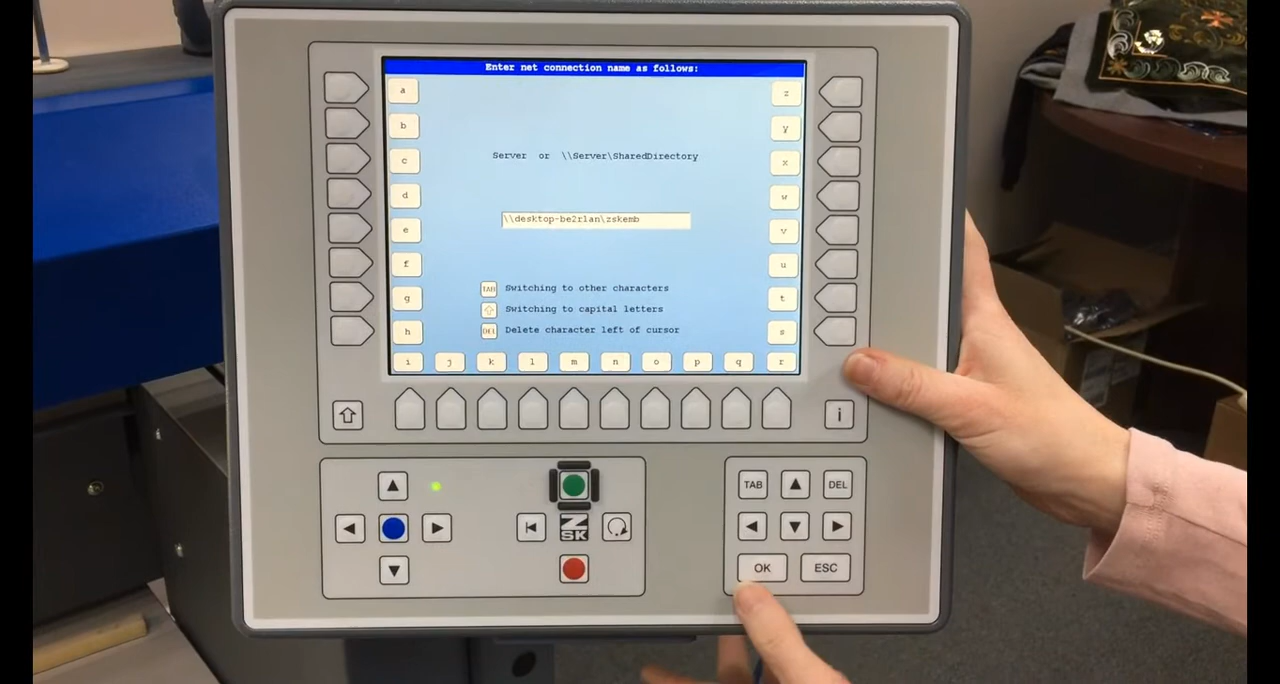 Enter net connection name as follows:
a z
b y
c x
d w
e v
f u
g t
h s
Server or \\Server\SharedDirectory
\\desktop-be2rlan\zskemb
TAB Switching to other characters
Switching to capital letters
DEL Delete character left of cursor
i j k l m n o p q r
i
ZSK
TAB DEL
OK ESC